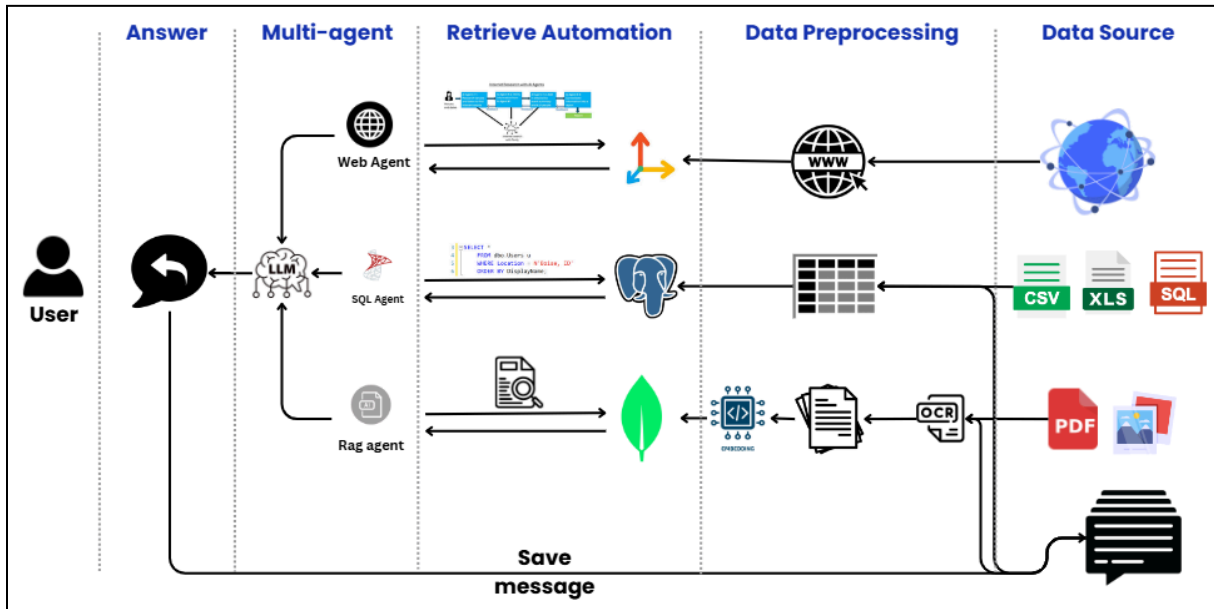 Answer
Multi-agent
Retrieve Automation
Data Preprocessing
Data Source
Web Agent
WWW
User
LLM
SQL Agent
SELECT *
FROM dbo.Users u
ORDER BY DisplayName;
CSV
XLS
SQL
Rag agent
OCR
PDF
Save
message